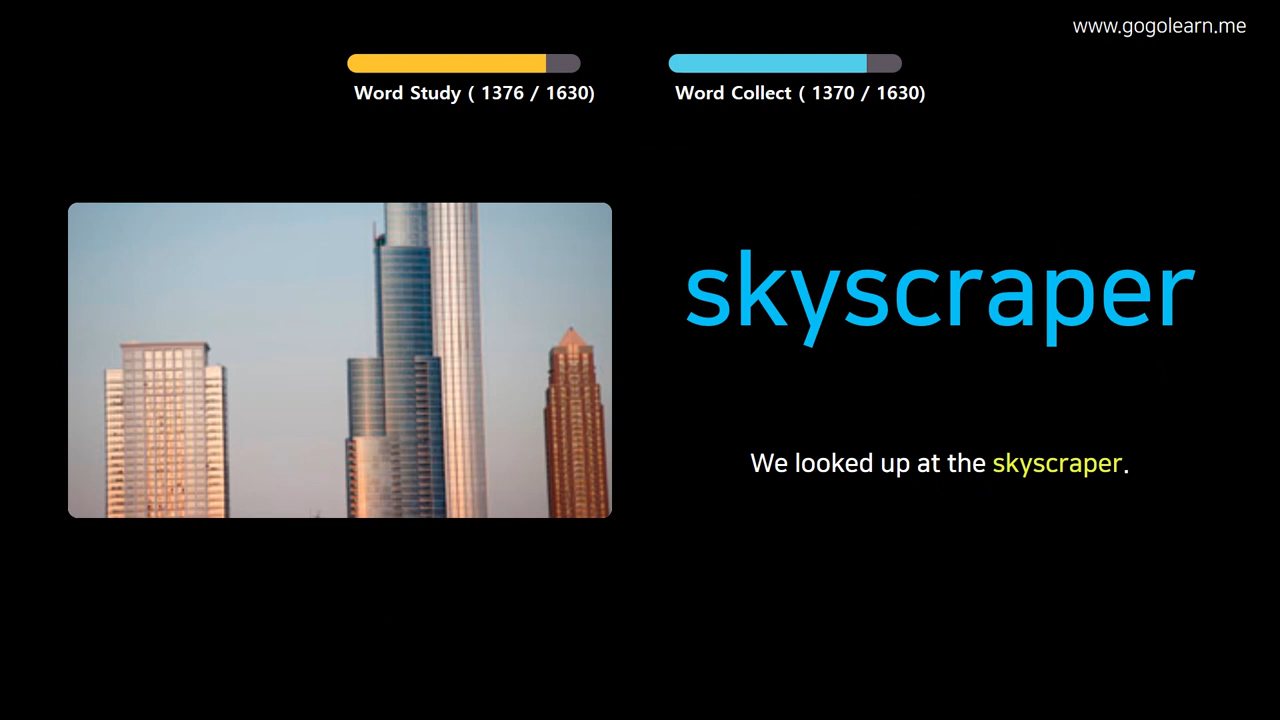 www.gogolearn.me
Word Study ( 1376 / 1630)
Word Collect ( 1370 / 1630)
skyscraper
We looked up at the skyscraper.